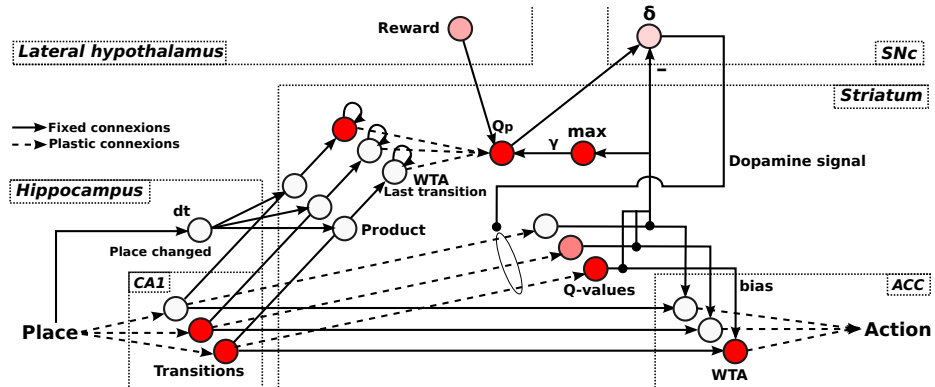 δ
Reward
Lateral hypothalamus
SNc
Striatum
Qp
max
γ
–
Fixed connexions
Plastic connexions
Dopamine signal
WTA
Last transition
Hippocampus
dt
Product
Place changed
CA1
Q-values
bias
ACC
Place
Action
Transitions
WTA